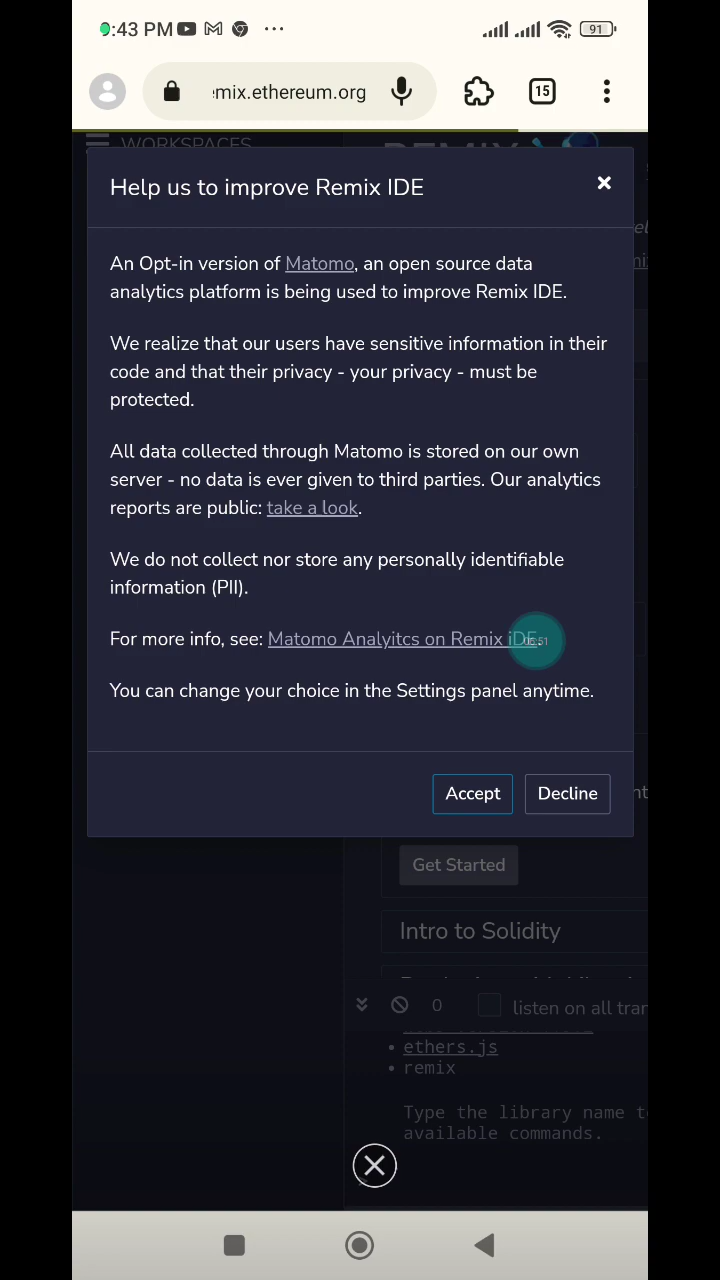 9:43 PM
91
mix.ethereum.org
15
WORKSPACES
REMIX
Help us to improve Remix IDE
An Opt-in version of Matomo, an open source data
analytics platform is being used to improve Remix IDE.
We realize that our users have sensitive information in their
code and that their privacy - your privacy - must be
protected.
All data collected through Matomo is stored on our own
server - no data is ever given to third parties. Our analytics
reports are public: take a look.
We do not collect nor store any personally identifiable
information (PII).
For more info, see: Matomo Analyitcs on Remix iDE.
You can change your choice in the Settings panel anytime.
Accept
Decline
Get Started
Intro to Solidity
0
listen on all tran
ethers.js
remix
Type the library name to
available commands.